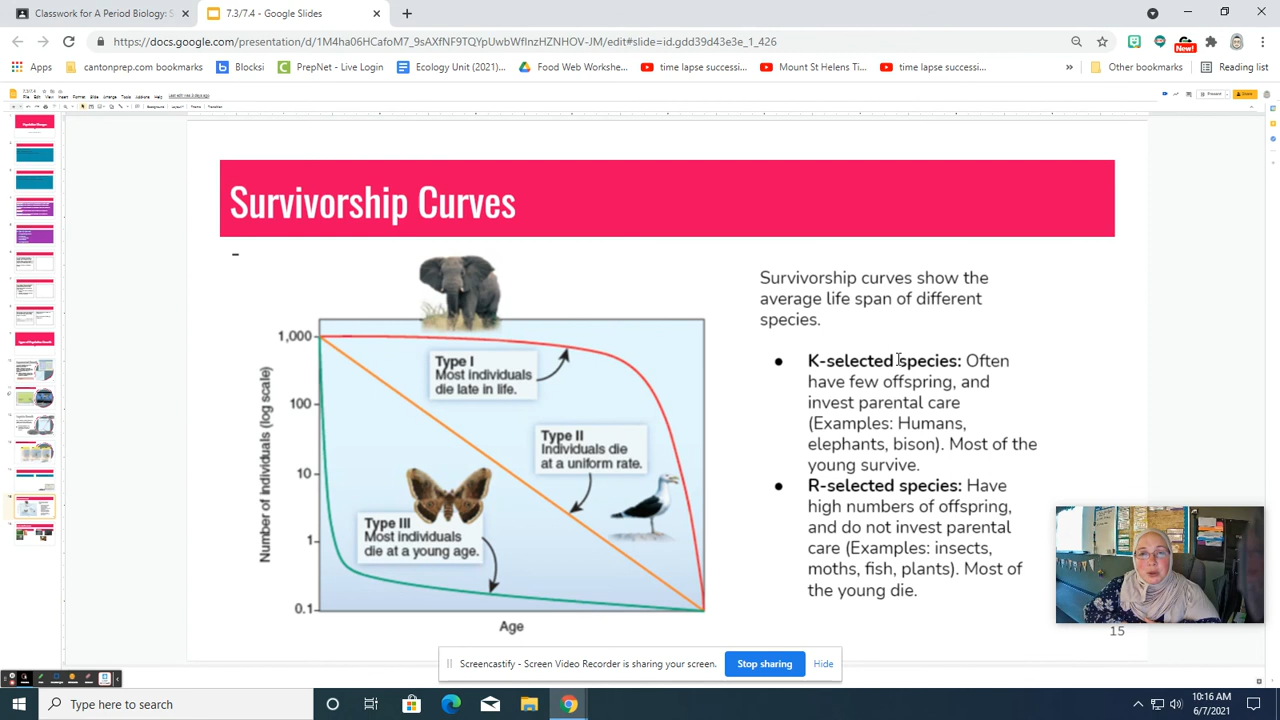 Classwork for A Period Biology: S
7.3/7.4 - Google Slides
https://docs.google.com/presentation/d/1M4ha06HCafoM7_9sAXfNF9TQYtUwbWfInzHZNHOV-JM/edit#slide=id.gdd39d43e3e_1_426
New!
Apps
cantonprep.com bookmarks
Blocksi
PrepNet - Live Login
Ecology Unit (2021)...
Food Web Workshe...
time lapse successi...
Mount St Helens Ti...
time lapse successi...
»
Other bookmarks
Reading list
Survivorship Curves
-
1,000
100
10
1
0.1
Number of individuals (log scale)
Age
Type I
Most individuals
die late in life.
Type II
Individuals die
at a uniform rate.
Type III
Most individuals
die at a young age.
Survivorship curves show the
average life span of different
species.
● K-selected species: Often
have few offspring, and
invest parental care
(Examples: Humans,
elephants, bison). Most of the
young survive.
● R-selected species: Have
high numbers of offspring,
and do not invest parental
care (Examples: insects,
moths, fish, plants). Most of
the young die.
15
Screencastify - Screen Video Recorder is sharing your screen.
Stop sharing
Hide
Type here to search
10:16 AM
6/7/2021